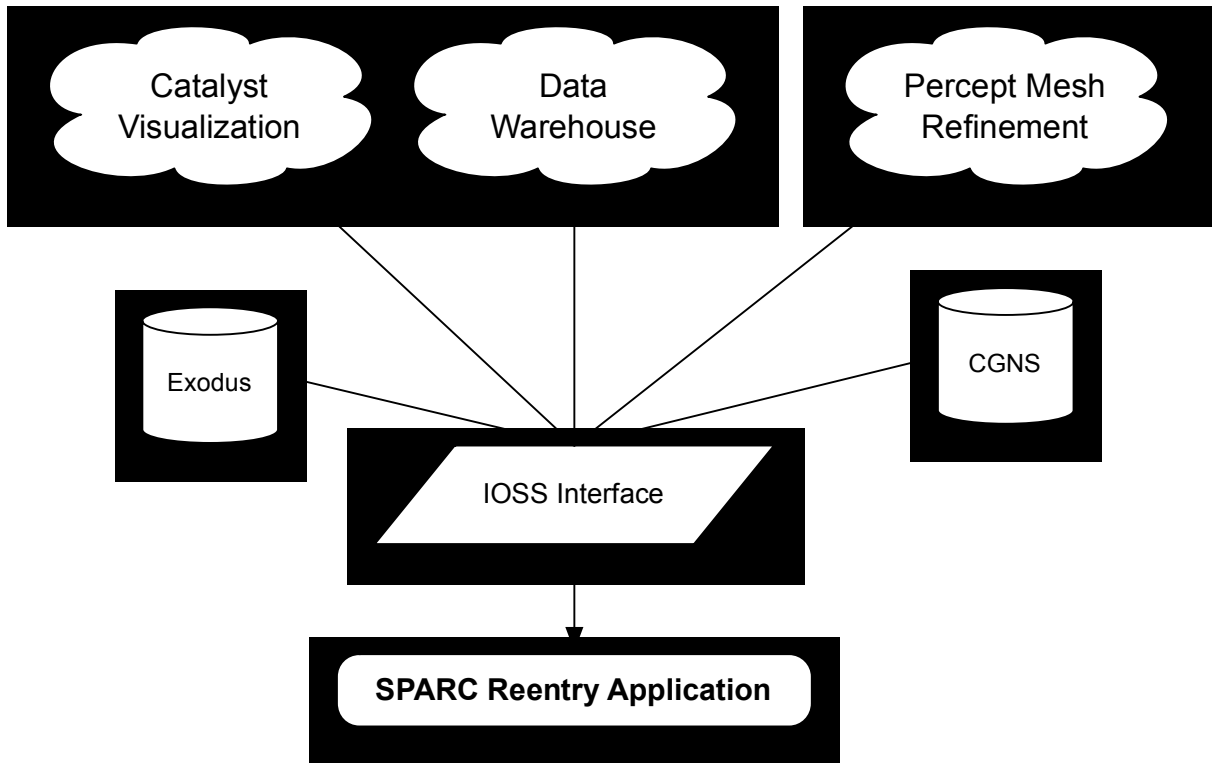 Catalyst
Visualization
Data
Warehouse
Percept Mesh
Refinement
Exodus
CGNS
IOSS Interface
SPARC Reentry Application